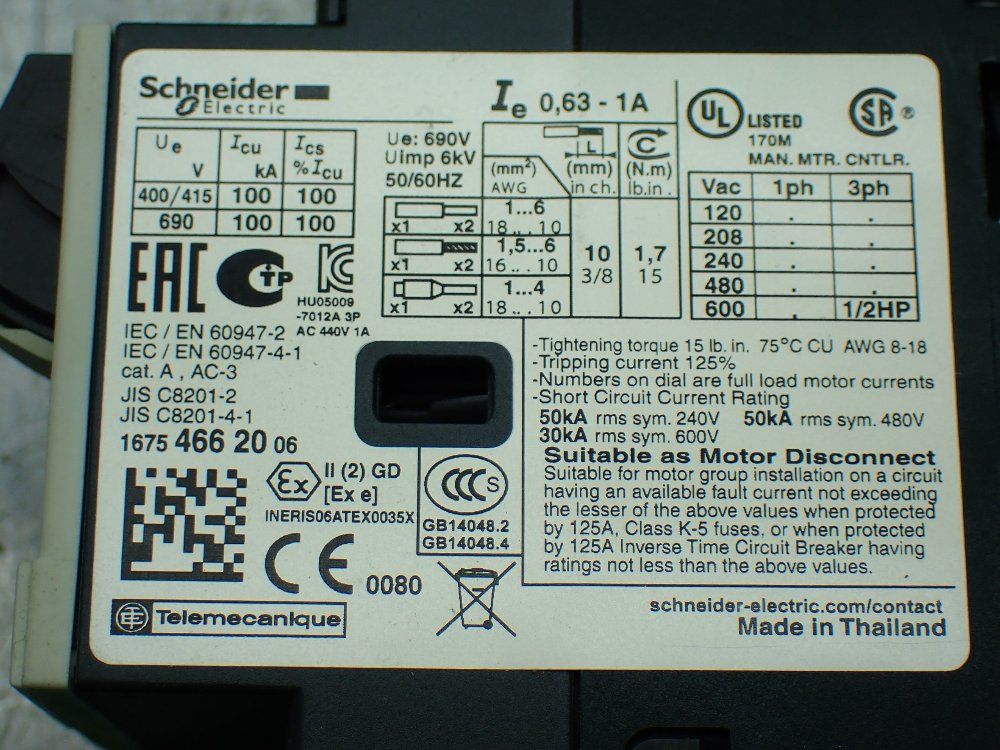 Schneider
Electric
Ie 0,63 - 1A
UL LISTED
170M
MAN. MTR. CNTLR.
SA ®
Ue V Icu kA Ics %Icu
400/415 100 100
690 100 100
Ue: 690V
Uimp 6kV
50/60HZ
(mm²) AWG L (mm) in ch. C (N.m) lb.in.
x1 x2 1...6 18...10
x1 x2 1,5...6 16...10
x1 x2 1...4 18...10
10 1,7
3/8 15
Vac 1ph 3ph
120 . .
208 . .
240 . .
480 . .
600 . 1/2HP
EAC
CTP
KC
HU05009
-7012A 3P
AC 440V 1A
IEC / EN 60947-2
IEC / EN 60947-4-1
cat. A , AC-3
JIS C8201-2
JIS C8201-4-1
1675 466 20 06
-Tightening torque 15 lb. in. 75°C CU AWG 8-18
-Tripping current 125%
-Numbers on dial are full load motor currents
-Short Circuit Current Rating
50kA rms sym. 240V 50kA rms sym. 480V
30kA rms sym. 600V
Suitable as Motor Disconnect
Suitable for motor group installation on a circuit
having an available fault current not exceeding
the lesser of the above values when protected
by 125A, Class K-5 fuses, or when protected
by 125A Inverse Time Circuit Breaker having
ratings not less than the above values.
Ex II (2) GD
[Ex e]
INERIS06ATEX0035X
CCC S
GB14048.2
GB14048.4
CE 0080
Telemecanique
schneider-electric.com/contact
Made in Thailand